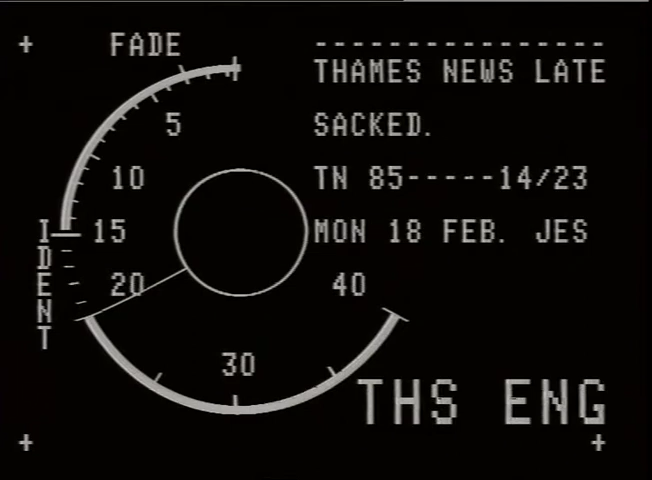 FADE
------------------
THAMES NEWS LATE
SACKED.
TN 85-----14/23
MON 18 FEB. JES
5
10
15
20
30
40
IDENT
THS ENG